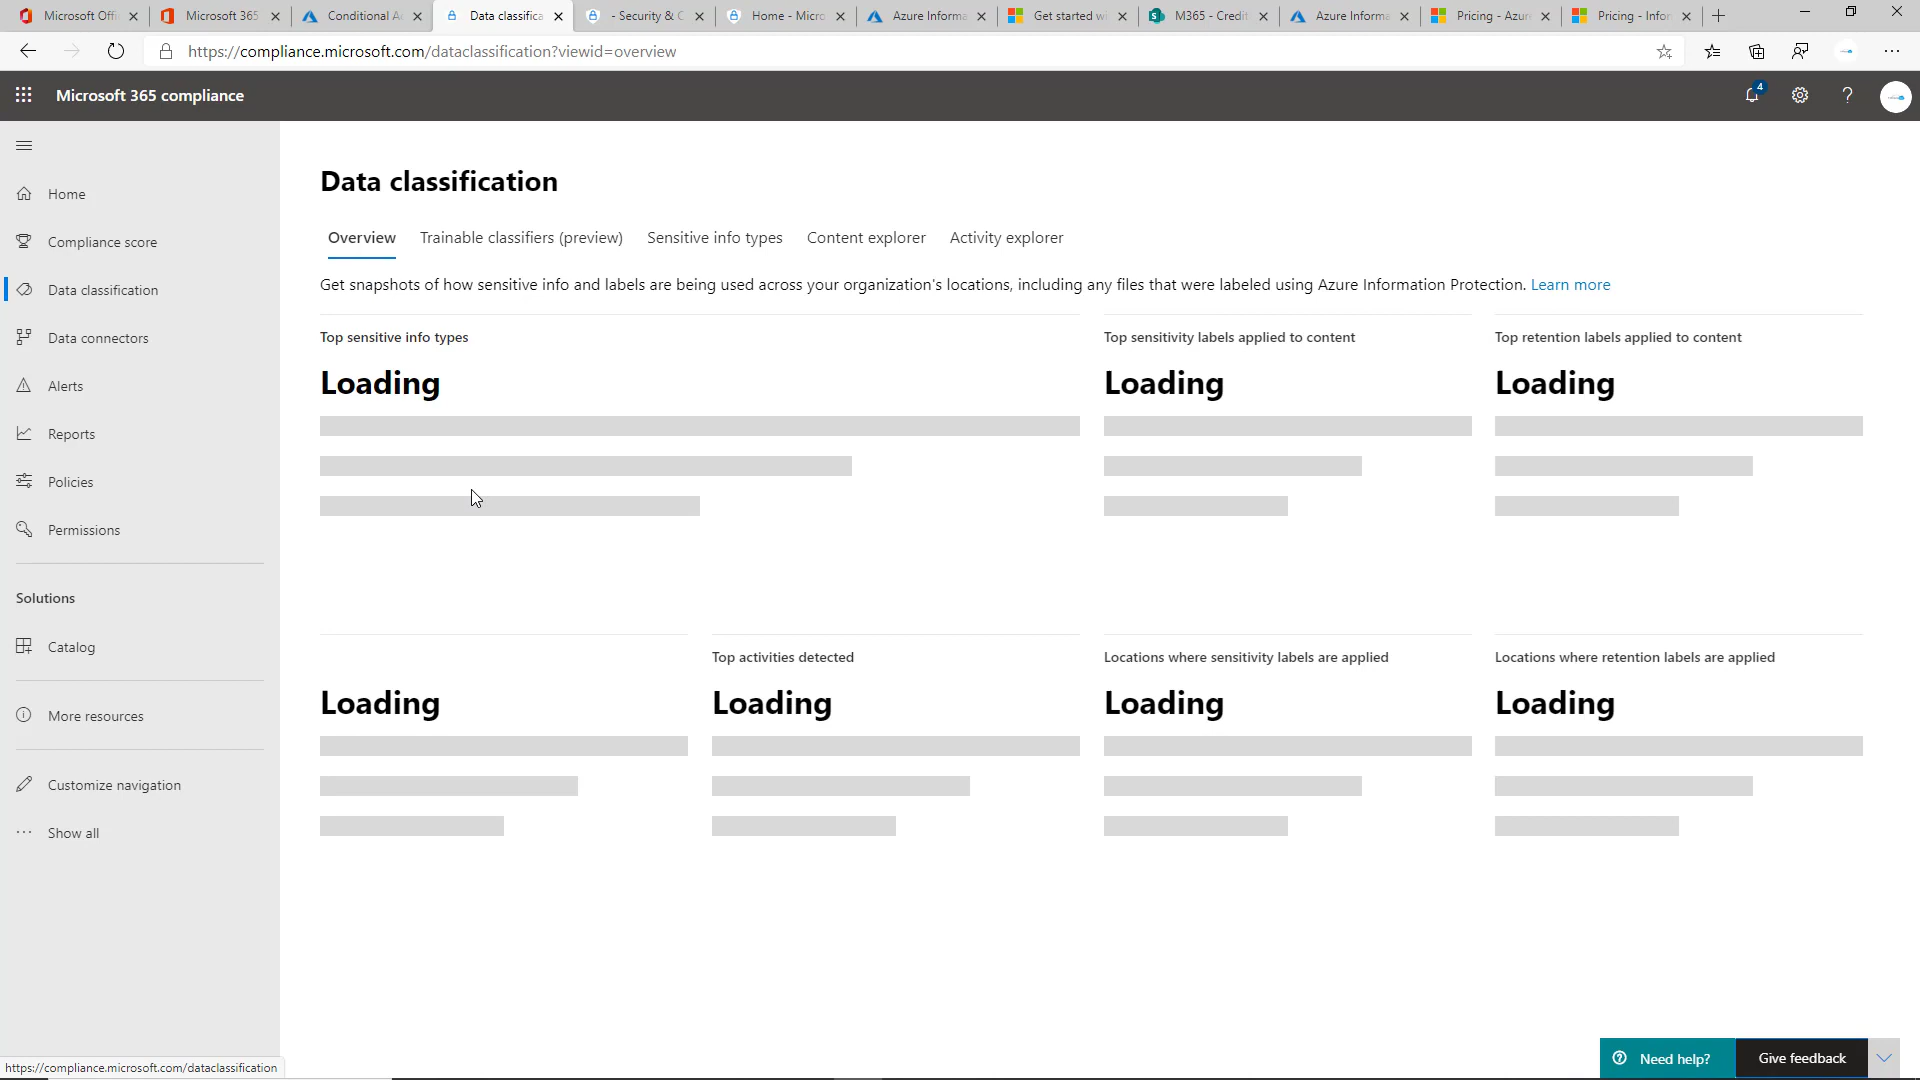 Microsoft Offi
Microsoft 365
Conditional A
Data classifica
- Security & C
Home - Micro
Azure Informa
Get started wi
M365 - Credit
Azure Informa
Pricing - Azur
Pricing - Infor
https://compliance.microsoft.com/dataclassification?viewid=overview
Microsoft 365 compliance
4
Home
Compliance score
Data classification
Data connectors
Alerts
Reports
Policies
Permissions
Solutions
Catalog
More resources
Customize navigation
Show all
Data classification
Overview
Trainable classifiers (preview)
Sensitive info types
Content explorer
Activity explorer
Get snapshots of how sensitive info and labels are being used across your organization's locations, including any files that were labeled using Azure Information Protection. Learn more
Top sensitive info types
Loading
Top sensitivity labels applied to content
Loading
Top retention labels applied to content
Loading
Loading
Top activities detected
Loading
Locations where sensitivity labels are applied
Loading
Locations where retention labels are applied
Loading
Need help?
Give feedback
https://compliance.microsoft.com/dataclassification